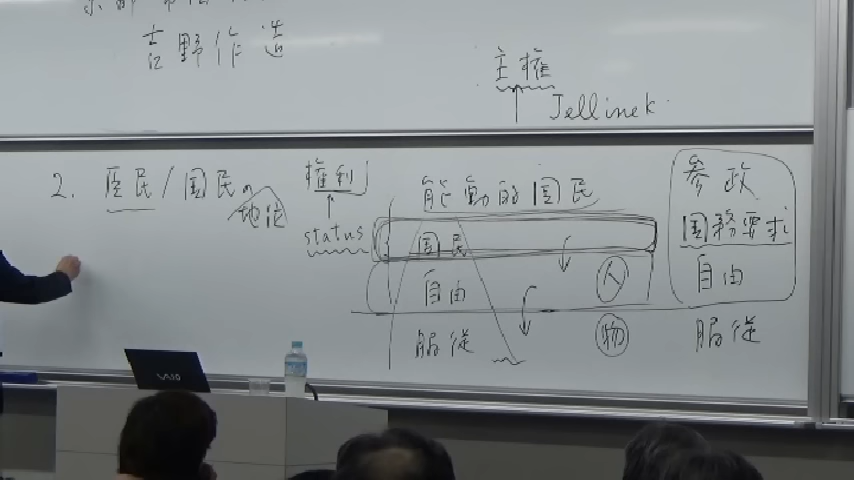 吉野作造
主権
Jellinek
2. 臣民/国民の地位
権利
status
能動的国民
国民
自由
服従
人
物
参政
国務要求
自由
服従
VAIO